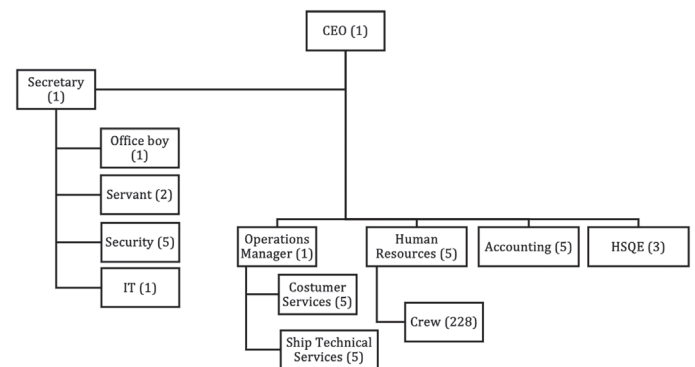 CEO (1)
Secretary
(1)
Office boy
(1)
Servant (2)
Security (5)
IT (1)
Operations
Manager (1)
Costumer
Services (5)
Ship Technical
Services (5)
Human
Resources (5)
Crew (228)
Accounting (5)
HSQE (3)